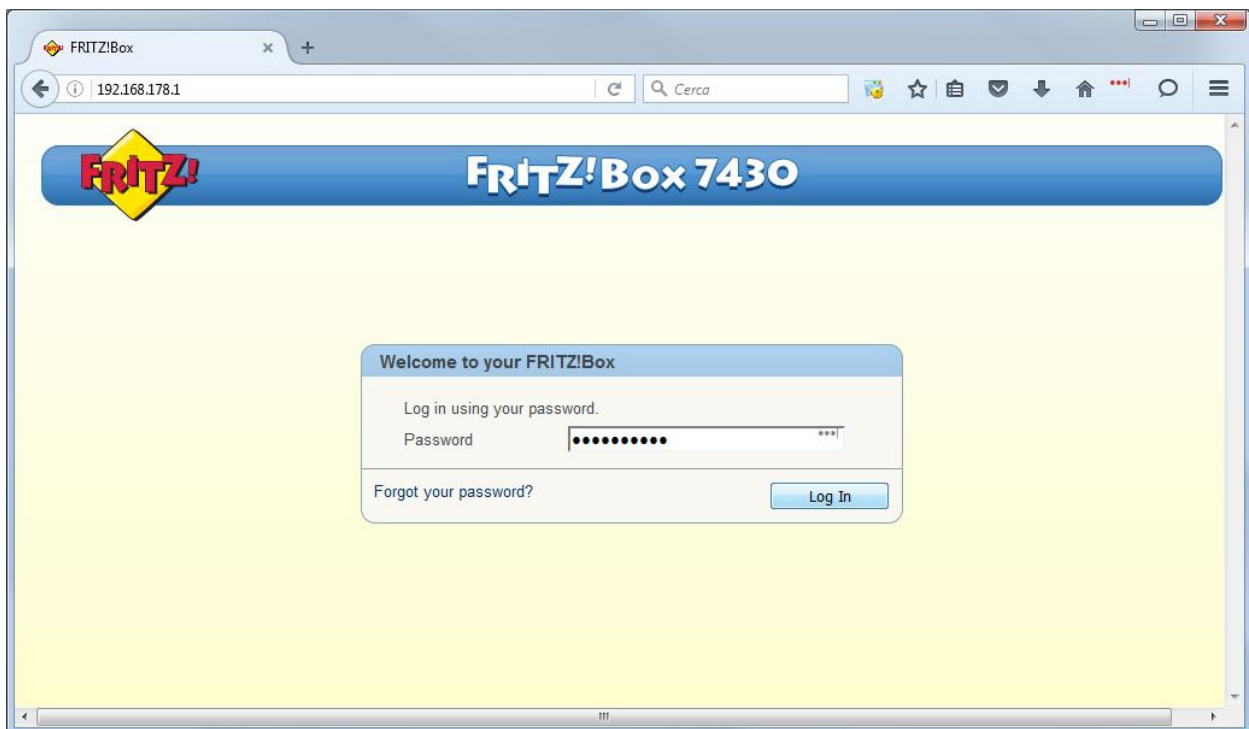 FRITZ!Box
192.168.178.1
Cerca
FRITZ!
FRITZ!Box 7430
Welcome to your FRITZ!Box
Log in using your password.
Password ••••••••••
Forgot your password?
Log In